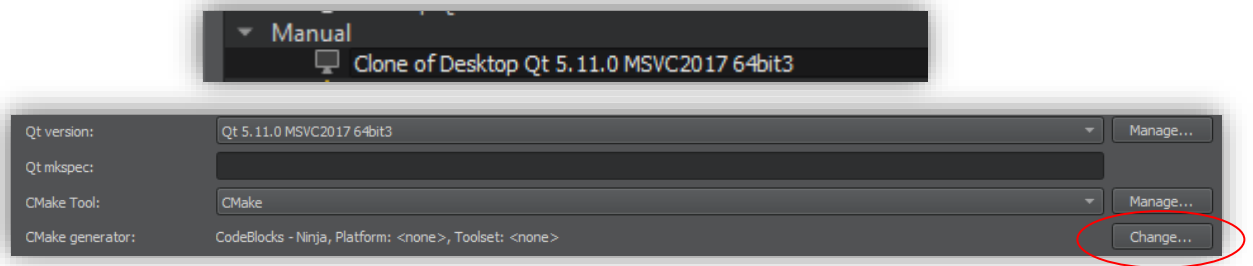 Manual
Clone of Desktop Qt 5.11.0 MSVC2017 64bit3
Qt version: Qt 5.11.0 MSVC2017 64bit3 Manage...
Qt mkspec:
CMake Tool: CMake Manage...
CMake generator: CodeBlocks - Ninja, Platform: <none>, Toolset: <none> Change...